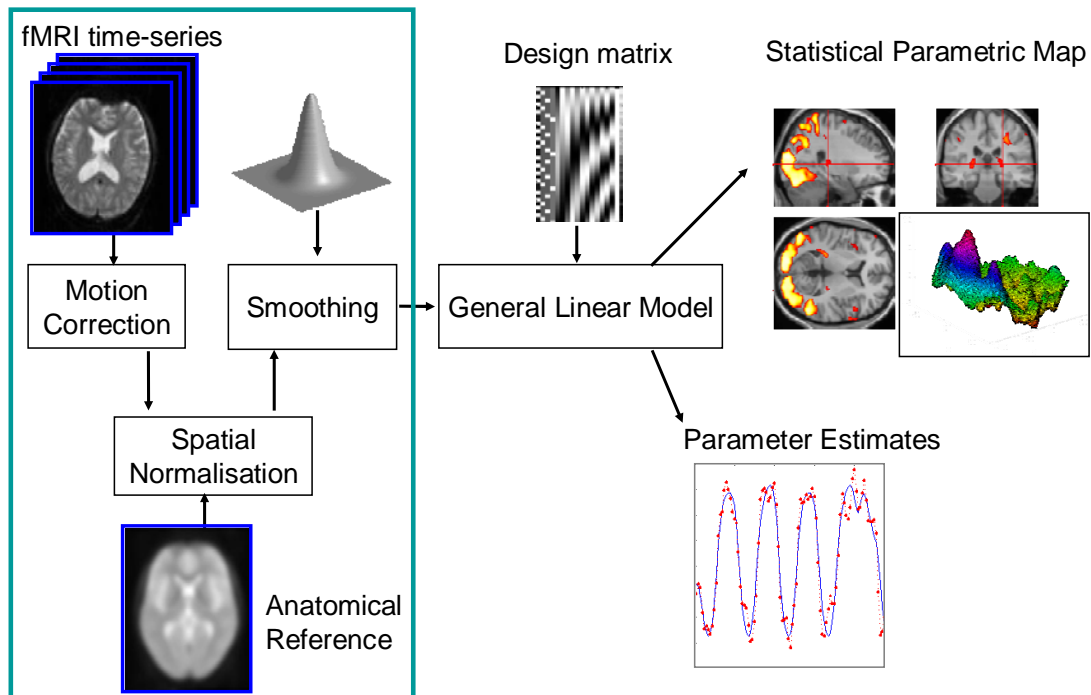 fMRI time-series
Motion
Correction
Smoothing
Spatial
Normalisation
Anatomical
Reference
Design matrix
General Linear Model
Statistical Parametric Map
Parameter Estimates